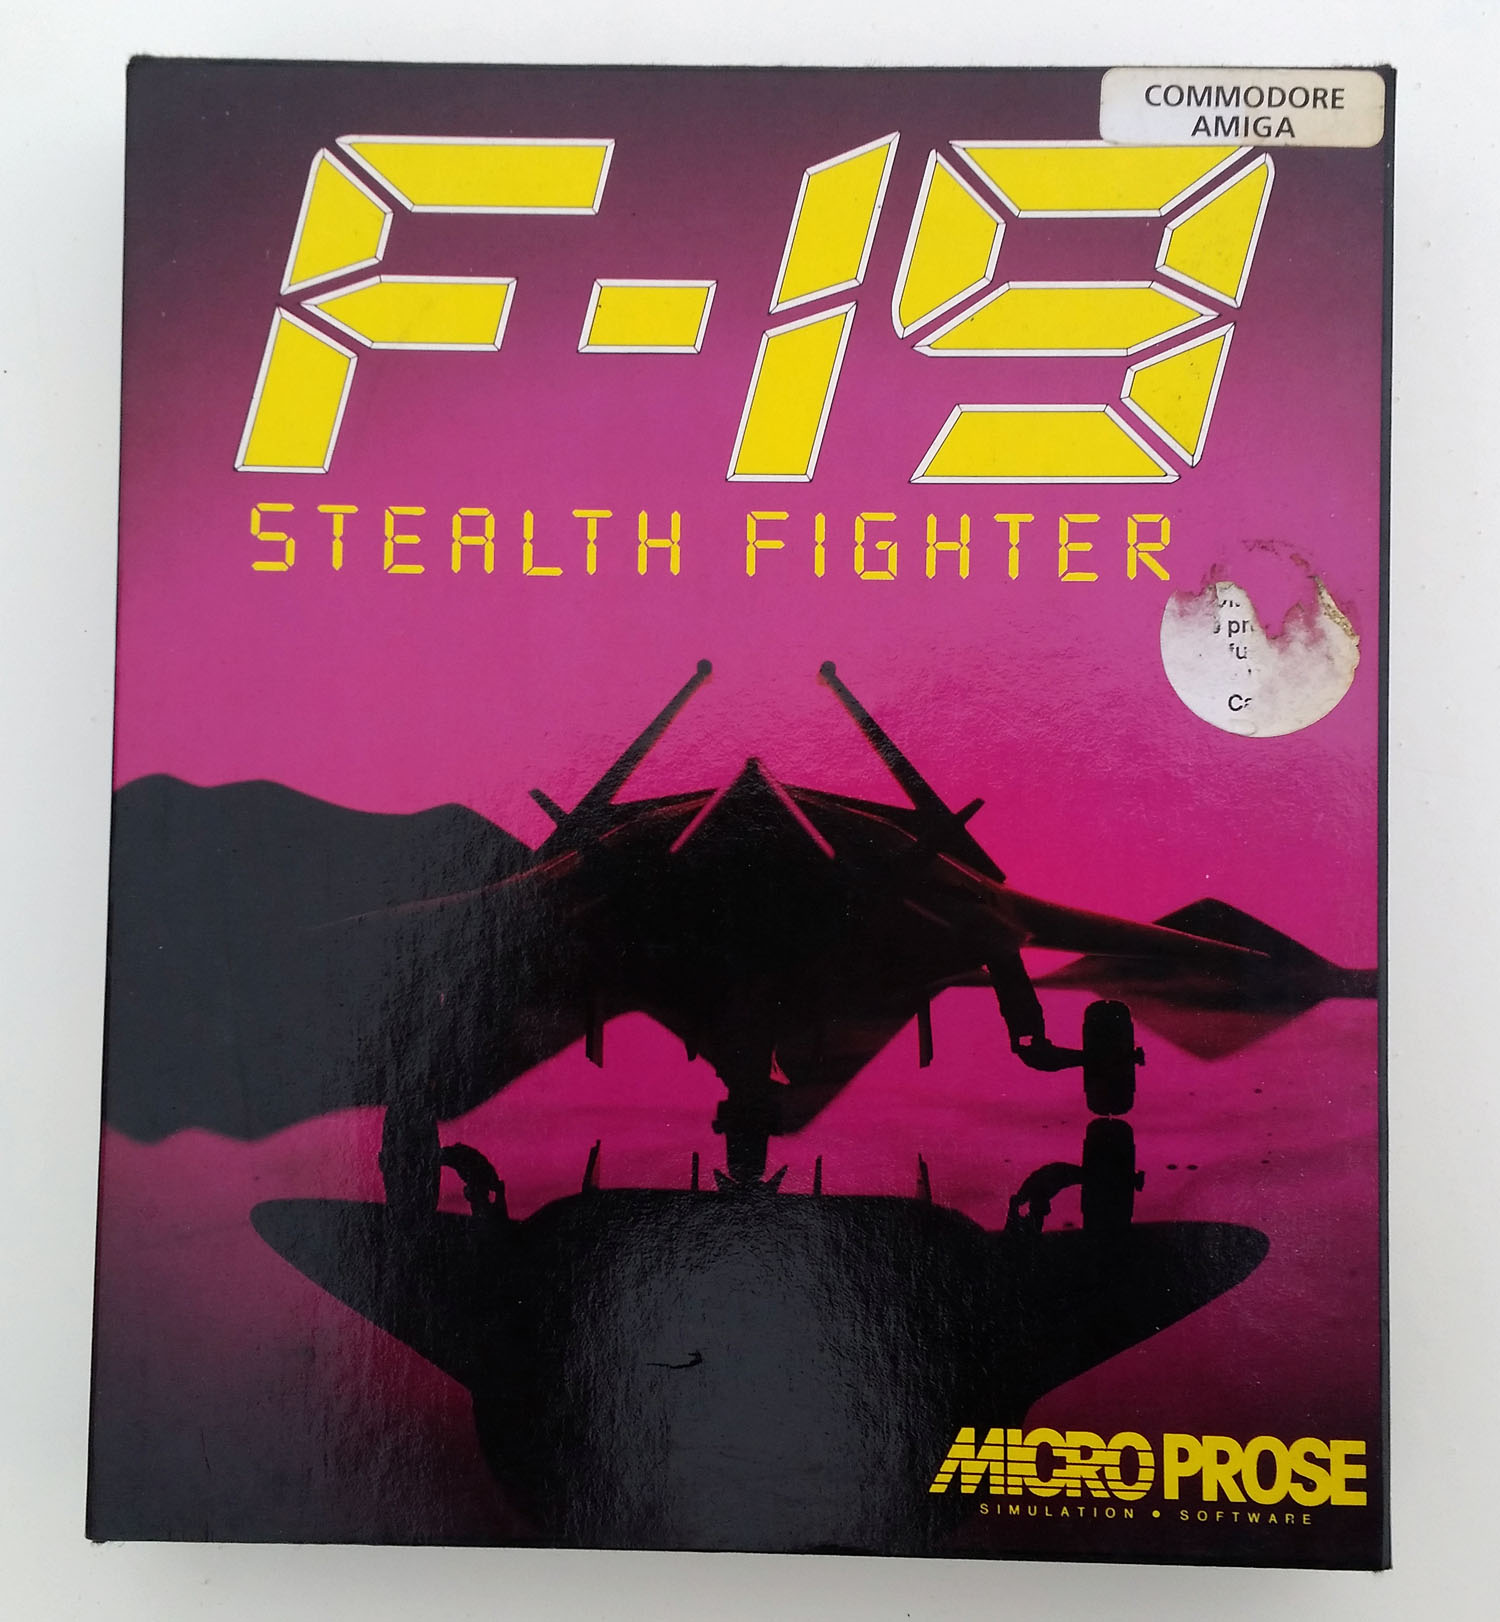 COMMODORE
AMIGA
F-19
STEALTH FIGHTER
MICROPROSE
SIMULATION • SOFTWARE